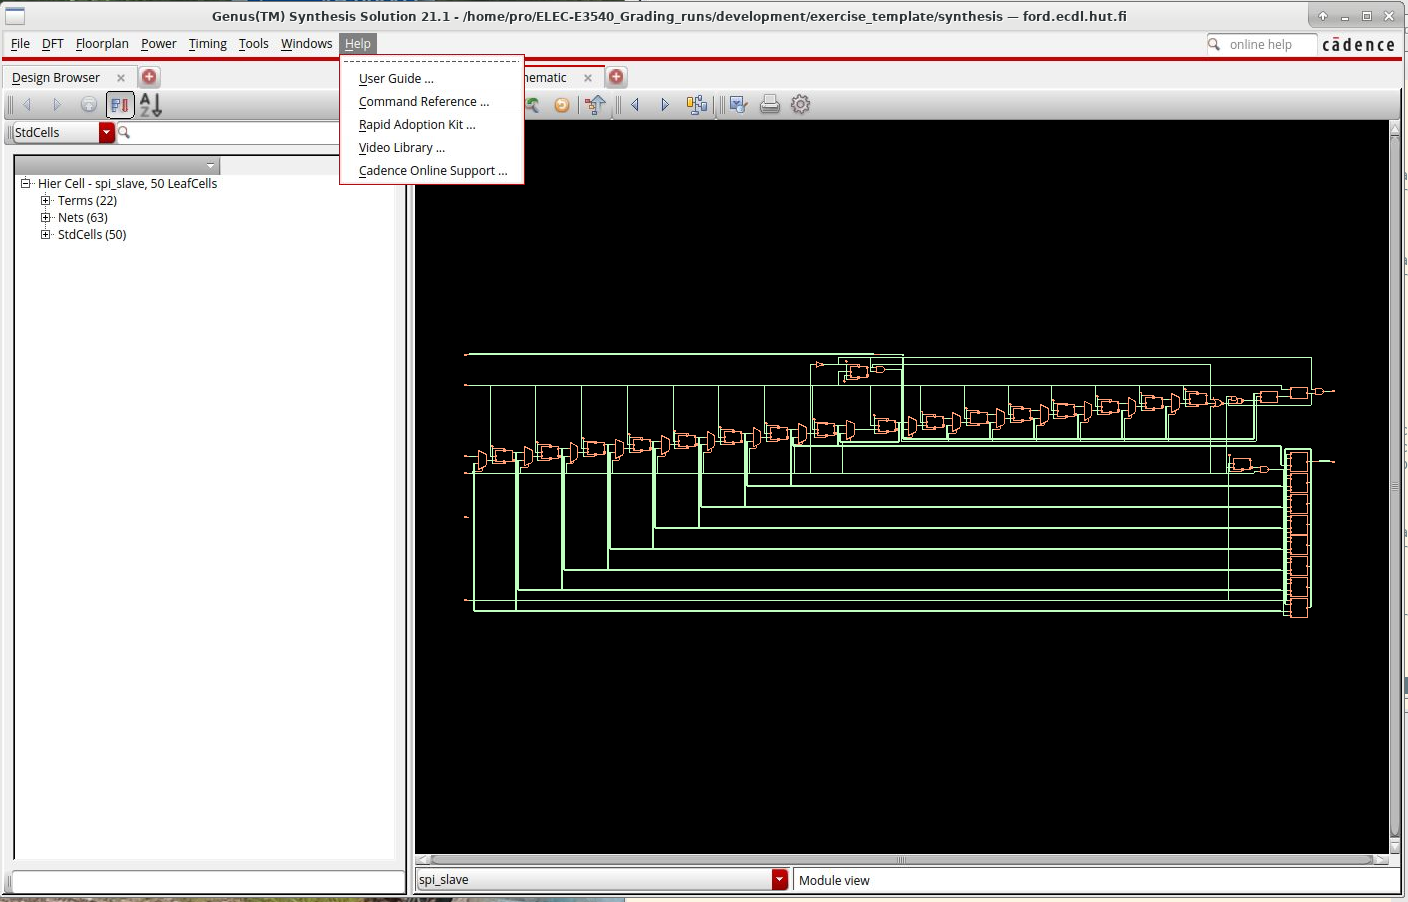 Genus(TM) Synthesis Solution 21.1 - /home/pro/ELEC-E3540_Grading_runs/development/exercise_template/synthesis — ford.ecdl.hut.fi
File DFT Floorplan Power Timing Tools Windows Help
online help
cādence
Design Browser
hematic
User Guide ...
Command Reference ...
Rapid Adoption Kit ...
Video Library ...
Cadence Online Support ...
StdCells
Hier Cell - spi_slave, 50 LeafCells
Terms (22)
Nets (63)
StdCells (50)
spi_slave
Module view